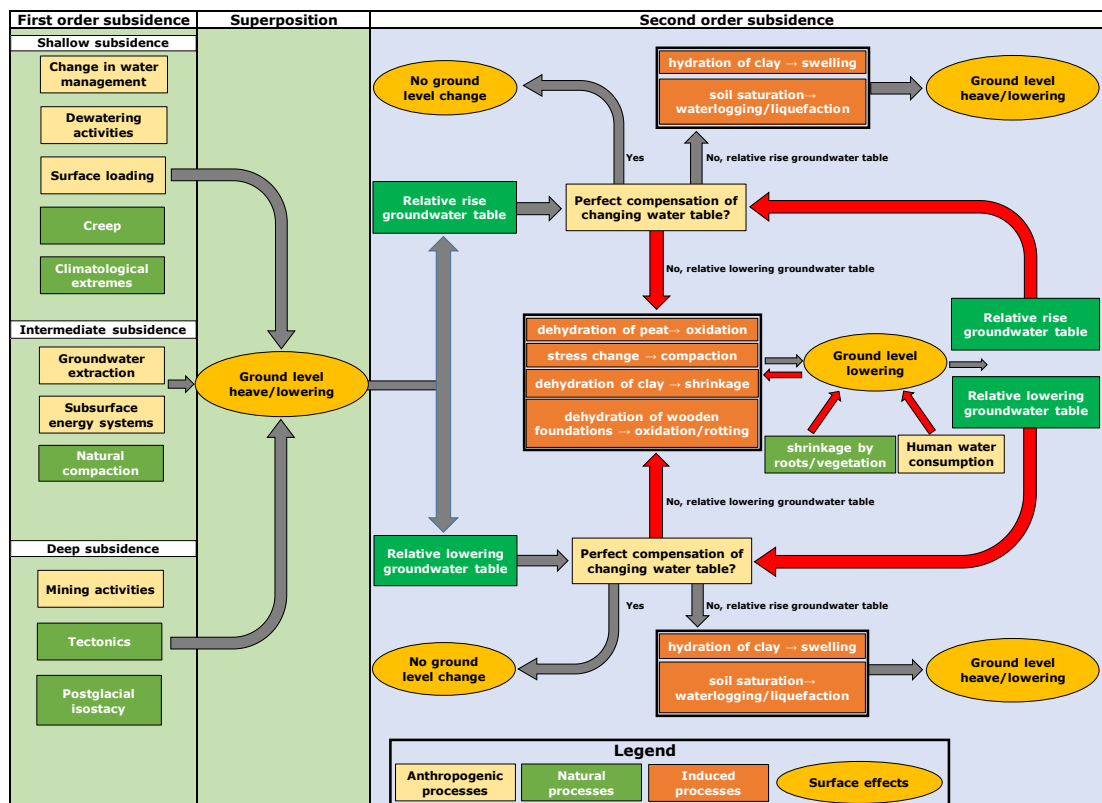 First order subsidence
Superposition
Second order subsidence
Shallow subsidence
Change in water
management
Dewatering
activities
Surface loading
Creep
Climatological
extremes
Intermediate subsidence
Groundwater
extraction
Subsurface
energy systems
Natural
compaction
Deep subsidence
Mining activities
Tectonics
Postglacial
isostacy
Ground level
heave/lowering
No ground
level change
hydration of clay → swelling
soil saturation→
waterlogging/liquefaction
Ground level
heave/lowering
Yes
No, relative rise groundwater table
Relative rise
groundwater table
Perfect compensation of
changing water table?
No, relative lowering groundwater table
Relative rise
groundwater table
dehydration of peat→ oxidation
stress change → compaction
dehydration of clay → shrinkage
dehydration of wooden
foundations → oxidation/rotting
Ground level
lowering
Relative lowering
groundwater table
shrinkage by
roots/vegetation
Human water
consumption
No, relative lowering groundwater table
Relative lowering
groundwater table
Perfect compensation of
changing water table?
Yes
No, relative rise groundwater table
No ground
level change
hydration of clay → swelling
soil saturation→
waterlogging/liquefaction
Ground level
heave/lowering
Legend
Anthropogenic
processes
Natural
processes
Induced
processes
Surface effects